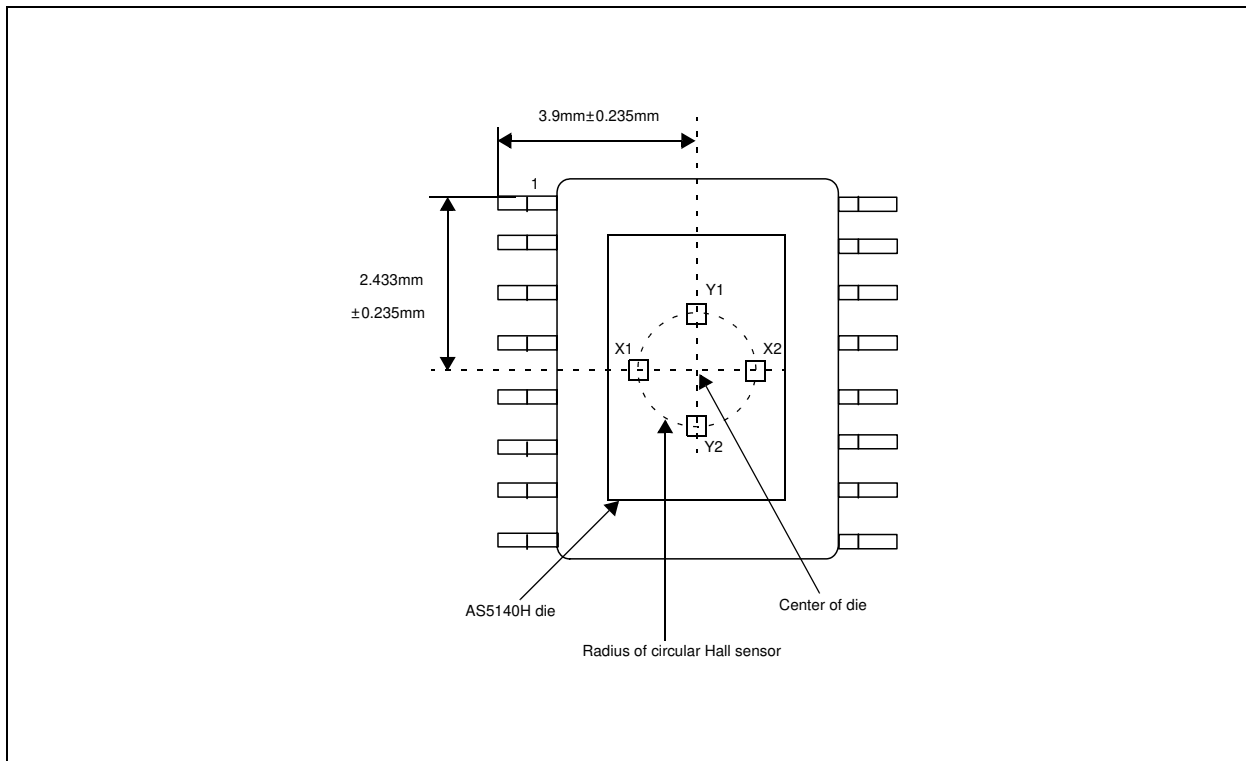 3.9mm±0.235mm
1
2.433mm
±0.235mm
Y1
X1
X2
Y2
AS5140H die
Center of die
Radius of circular Hall sensor